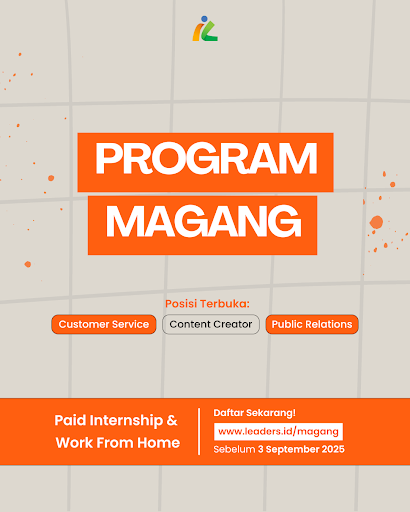 PROGRAM
MAGANG
Posisi Terbuka:
Customer Service
Content Creator
Public Relations
Paid Internship &
Work From Home
Daftar Sekarang!
www.leaders.id/magang
Sebelum 3 September 2025